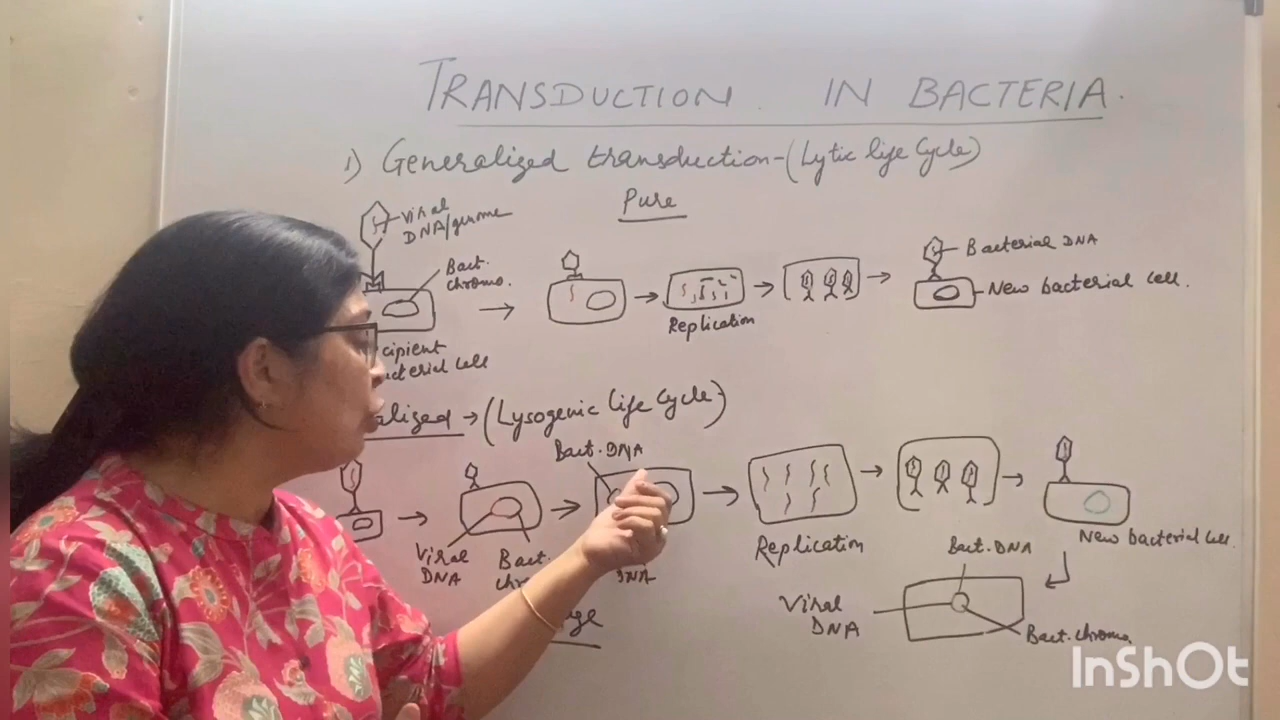 TRANSDUCTION IN BACTERIA.
1) Generalized transduction-(Lytic life Cycle)
Pure
Viral
DNA/genome
Bact.
chromo.
cipient
cterial cell
Replication
Bacterial DNA
New bacterial cell.
alized → (Lysogenic life Cycle)
Bact. DNA
Viral
DNA
Bact.
DNA
Replication
New bacterial cell.
Bact. DNA
Viral
DNA
Bact. chromo.
InShOt